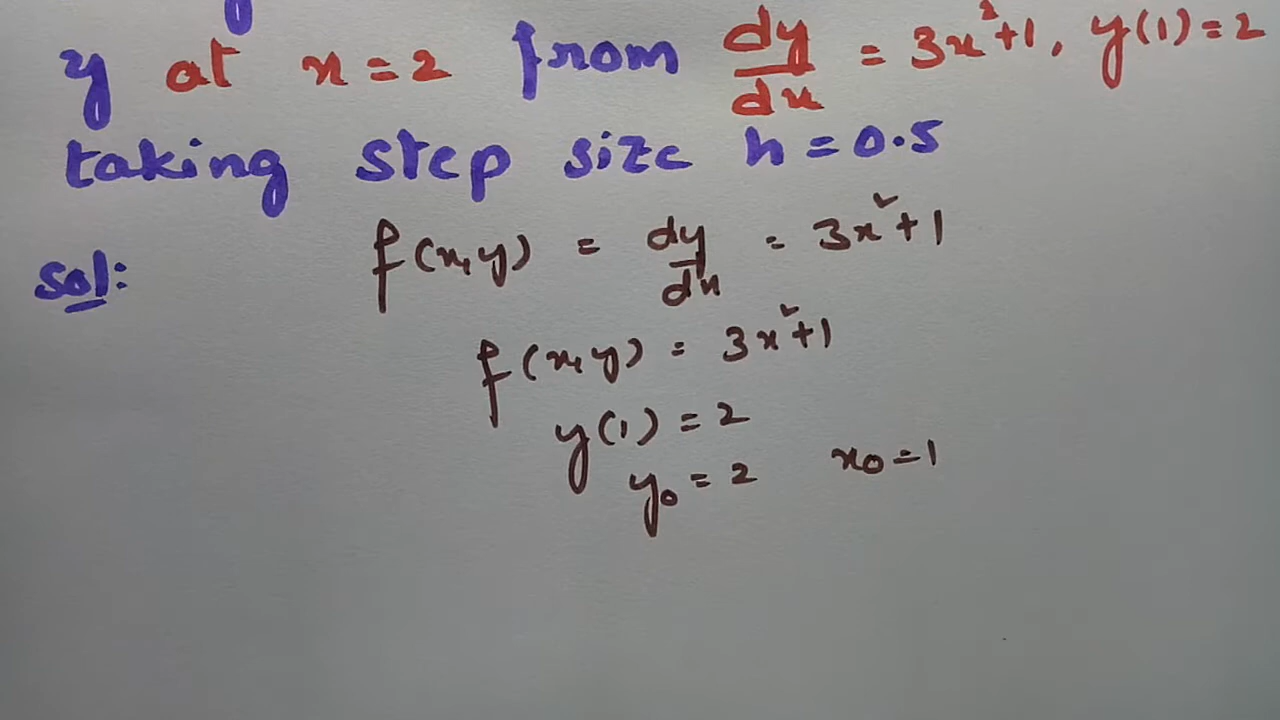 y at x = 2 from dy/dx = 3x²+1, y(1) = 2
taking step size h = 0.5
Sol:
f(x,y) = dy/dx = 3x²+1
f(x,y) = 3x²+1
y(1) = 2
y₀ = 2 x₀ = 1